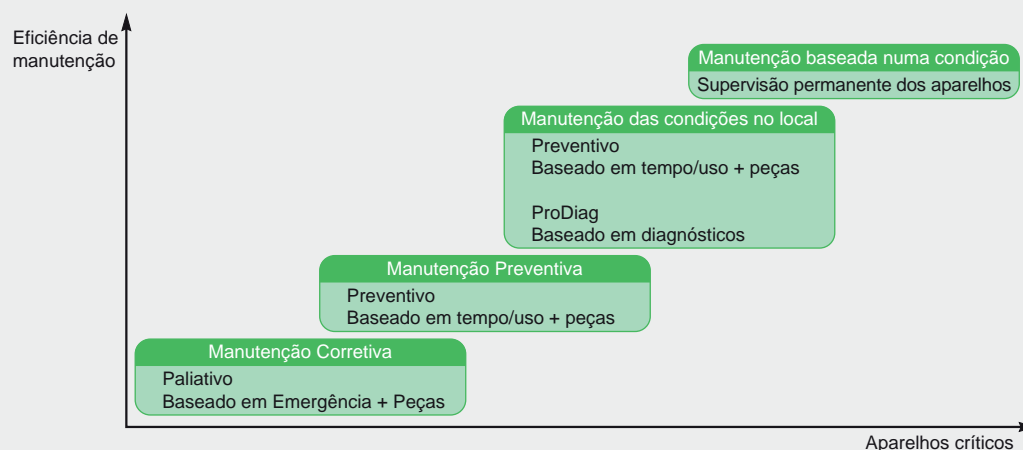 Eficiência de
manutenção
Manutenção baseada numa condição
Supervisão permanente dos aparelhos
Manutenção das condições no local
Preventivo
Baseado em tempo/uso + peças
ProDiag
Baseado em diagnósticos
Manutenção Preventiva
Preventivo
Baseado em tempo/uso + peças
Manutenção Corretiva
Paliativo
Baseado em Emergência + Peças
Aparelhos críticos